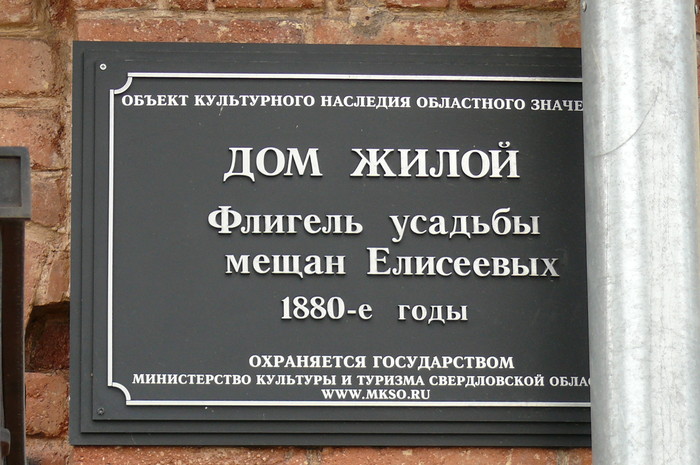 ОБЪЕКТ КУЛЬТУРНОГО НАСЛЕДИЯ ОБЛАСТНОГО ЗНАЧЕ
ДОМ ЖИЛОЙ
Флигель усадьбы
мещан Елисеевых
1880-е годы
ОХРАНЯЕТСЯ ГОСУДАРСТВОМ
МИНИСТЕРСТВО КУЛЬТУРЫ И ТУРИЗМА СВЕРДЛОВСКОЙ ОБЛАС
WWW.MKSO.RU